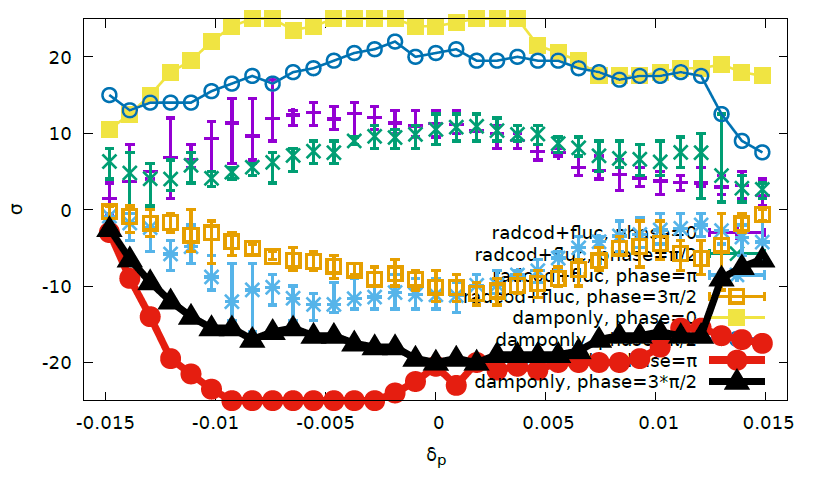 20
10
0
-10
-20
σ
radcod+fluc, phase=0
radcod+fluc, phase=π/2
radcod+fluc, phase=π
radcod+fluc, phase=3π/2
damponly, phase=0
damponly, phase=π/2
phase=π
damponly, phase=3*π/2
-0.015
-0.01
-0.005
0
0.005
0.01
0.015
δp